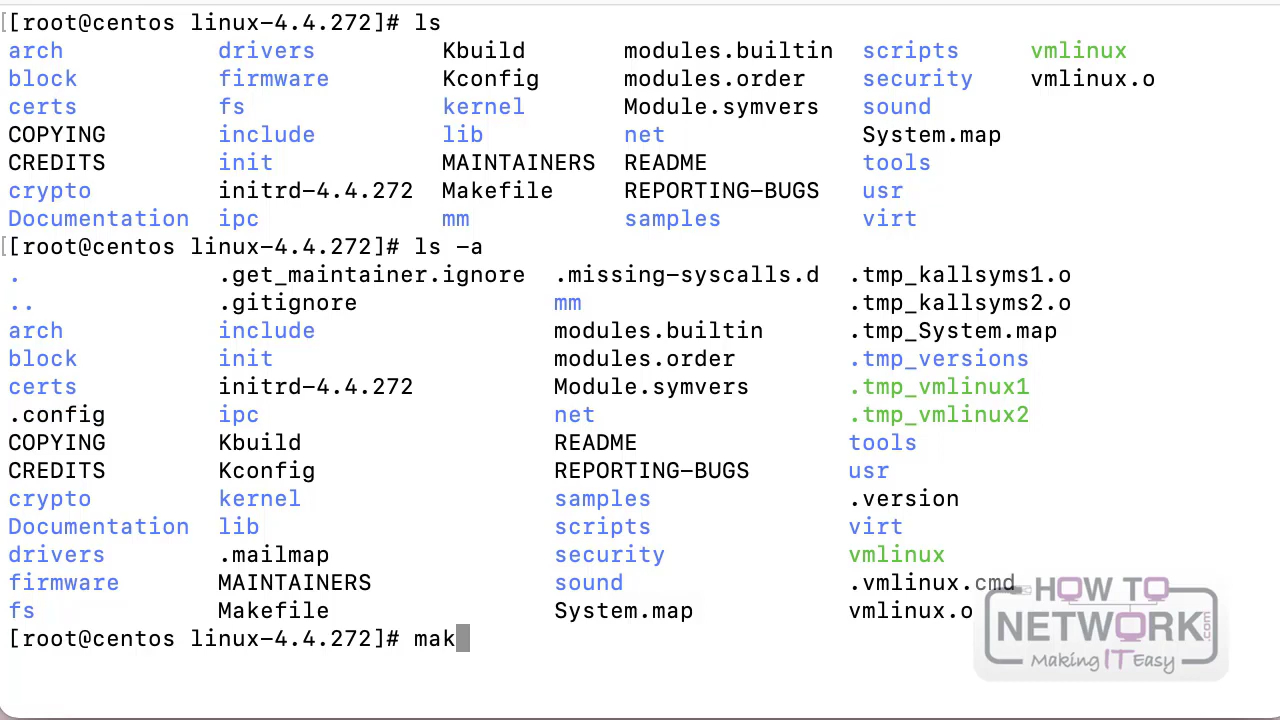 [[root@centos linux-4.4.272]# ls
arch drivers Kbuild modules.builtin scripts vmlinux
block firmware Kconfig modules.order security vmlinux.o
certs fs kernel Module.symvers sound
COPYING include lib net System.map
CREDITS init MAINTAINERS README tools
crypto initrd-4.4.272 Makefile REPORTING-BUGS usr
Documentation ipc mm samples virt
[[root@centos linux-4.4.272]# ls -a
. .get_maintainer.ignore .missing-syscalls.d .tmp_kallsyms1.o
.. .gitignore mm .tmp_kallsyms2.o
arch include modules.builtin .tmp_System.map
block init modules.order .tmp_versions
certs initrd-4.4.272 Module.symvers .tmp_vmlinux1
.config ipc net .tmp_vmlinux2
COPYING Kbuild README tools
CREDITS Kconfig REPORTING-BUGS usr
crypto kernel samples .version
Documentation lib scripts virt
drivers .mailmap security vmlinux
firmware MAINTAINERS sound .vmlinux.cmd
fs Makefile System.map vmlinux.o
[root@centos linux-4.4.272]# mak
HOW TO
NETWORK.com
Making IT Easy